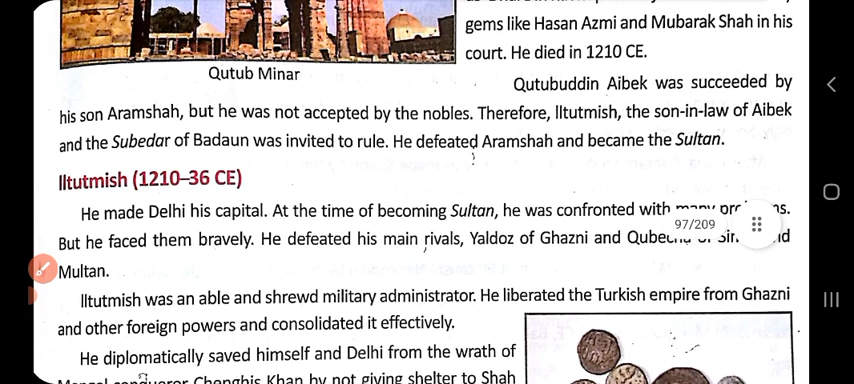 gems like Hasan Azmi and Mubarak Shah in his
court. He died in 1210 CE.
Qutub Minar
Qutubuddin Aibek was succeeded by
his son Aramshah, but he was not accepted by the nobles. Therefore, Iltutmish, the son-in-law of Aibek
and the Subedar of Badaun was invited to rule. He defeated Aramshah and became the Sultan.
Iltutmish (1210–36 CE)
He made Delhi his capital. At the time of becoming Sultan, he was confronted with many
97/209
But he faced them bravely. He defeated his main rivals, Yaldoz of Ghazni and
Multan.
Iltutmish was an able and shrewd military administrator. He liberated the Turkish empire from Ghazni
and other foreign powers and consolidated it effectively.
He diplomatically saved himself and Delhi from the wrath of
conqueror Chenghis Khan by not giving shelter to Shah